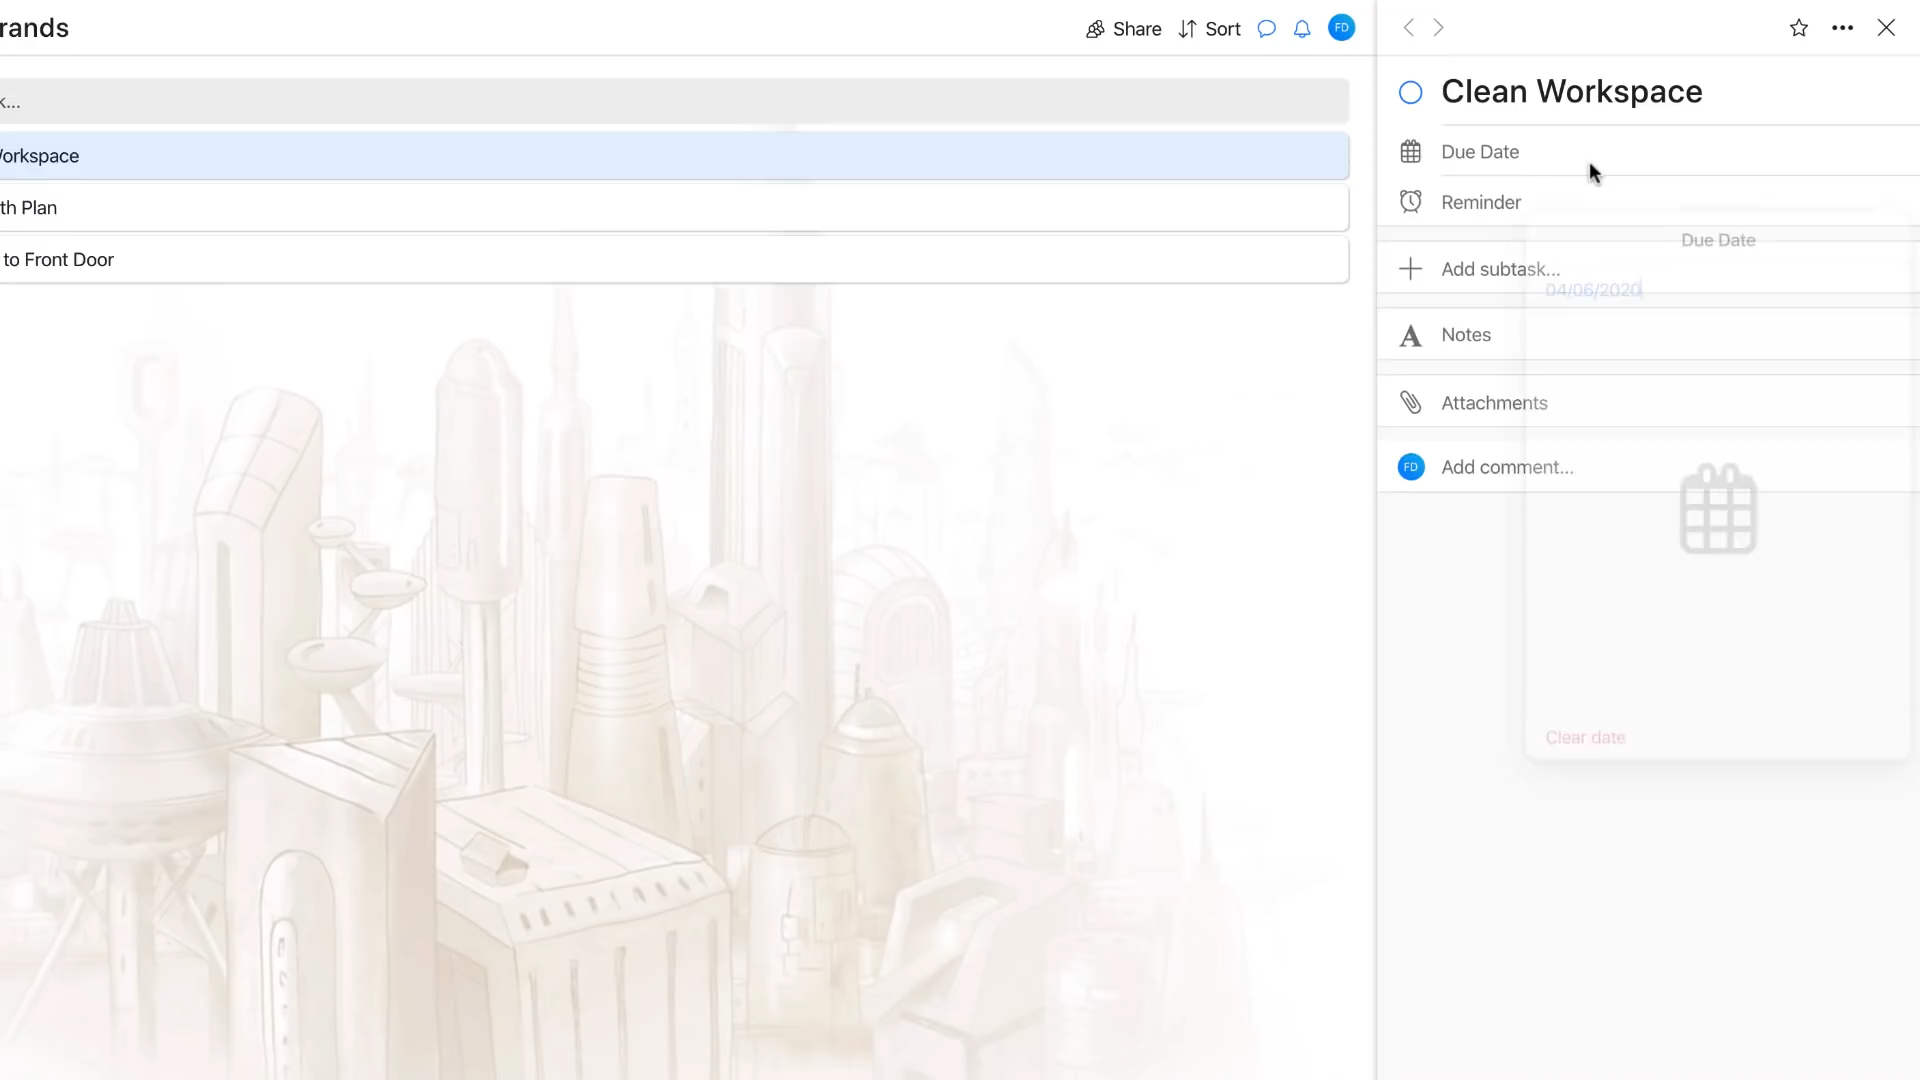 rands
Share
Sort
FD
k...
Workspace
th Plan
to Front Door
Clean Workspace
Due Date
Reminder
Due Date
Add subtask...
04/06/2020
Notes
Attachments
FD
Add comment...
Clear date